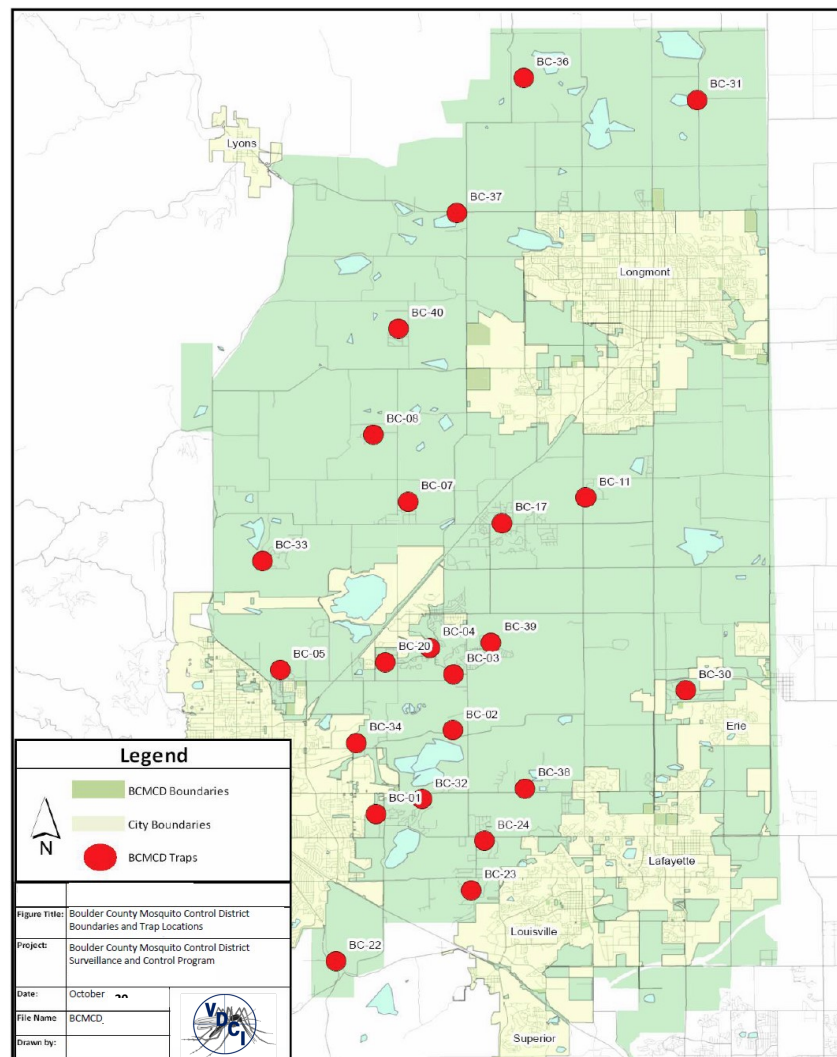 BC-36
BC-31
Lyons
BC-37
Longmont
BC-40
BC-08
BC-07
BC-11
BC-17
BC-33
BC-04
BC-39
BC-20
BC-03
BC-05
BC-30
BC-02
Erie
BC-34
BC-38
BC-32
BC-01
BC-24
Lafayette
BC-23
Louisville
BC-22
Superior
Legend
BCMCD Boundaries
City Boundaries
BCMCD Traps
N
Figure Title: Boulder County Mosquito Control District
Boundaries and Trap Locations
Project: Boulder County Mosquito Control District
Surveillance and Control Program
Date: October
File Name BCMCD
Drawn by:
VDCI